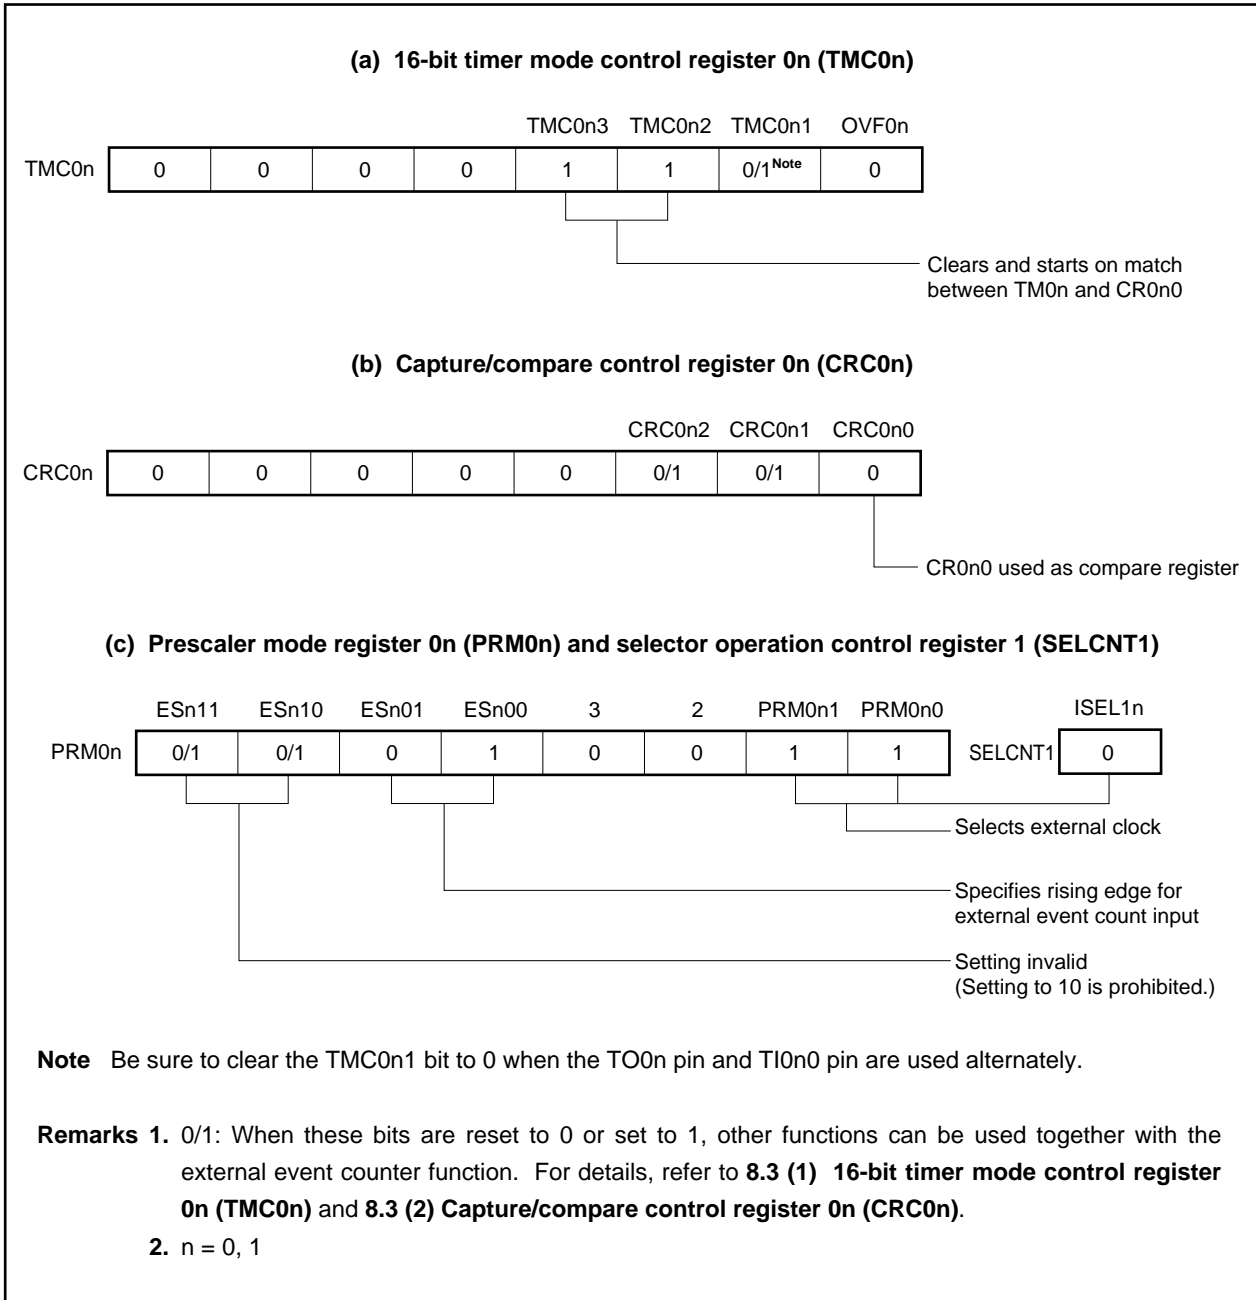 (a) 16-bit timer mode control register 0n (TMC0n)
TMC0n3 TMC0n2 TMC0n1 OVF0n
TMC0n 0 0 0 0 1 1 0/1Note 0
Clears and starts on match
between TM0n and CR0n0
(b) Capture/compare control register 0n (CRC0n)
CRC0n2 CRC0n1 CRC0n0
CRC0n 0 0 0 0 0 0/1 0/1 0
CR0n0 used as compare register
(c) Prescaler mode register 0n (PRM0n) and selector operation control register 1 (SELCNT1)
ESn11 ESn10 ESn01 ESn00 3 2 PRM0n1 PRM0n0 ISEL1n
PRM0n 0/1 0/1 0 1 0 0 1 1 SELCNT1 0
Selects external clock
Specifies rising edge for
external event count input
Setting invalid
(Setting to 10 is prohibited.)
Note Be sure to clear the TMC0n1 bit to 0 when the TO0n pin and TI0n0 pin are used alternately.
Remarks 1. 0/1: When these bits are reset to 0 or set to 1, other functions can be used together with the
external event counter function. For details, refer to 8.3 (1) 16-bit timer mode control register
0n (TMC0n) and 8.3 (2) Capture/compare control register 0n (CRC0n).
2. n = 0, 1